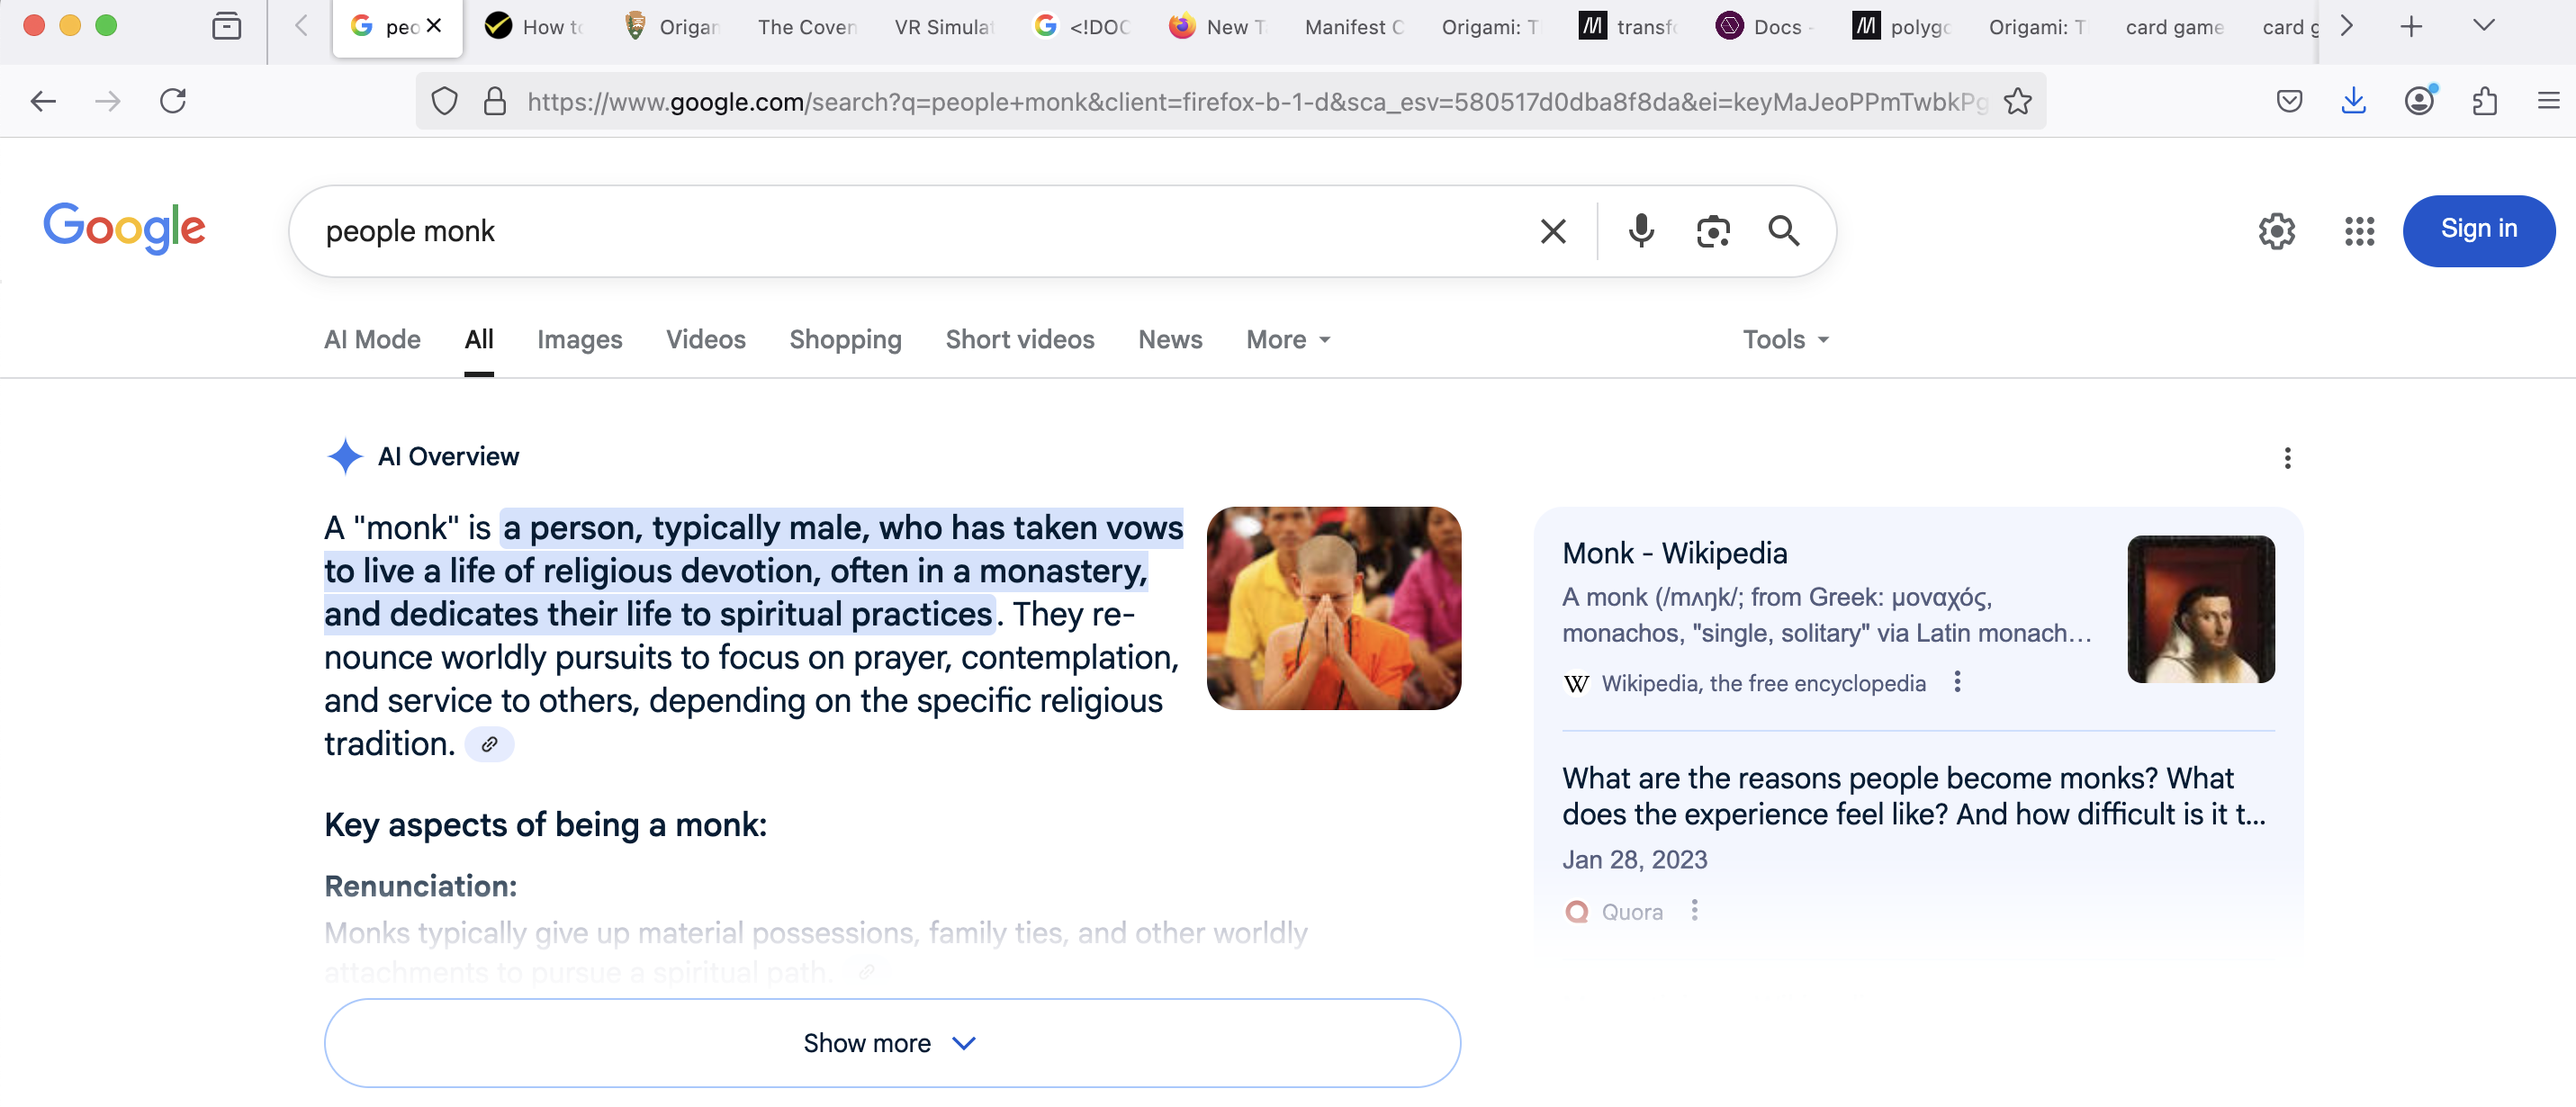 peo
How to
Origan
The Coven
VR Simulat
<!DOC
New T
Manifest C
Origami: T
transfo
Docs -
polygo
Origami: T
card game
card g
https://www.google.com/search?q=people+monk&client=firefox-b-1-d&sca_esv=580517d0dba8f8da&ei=keyMaJeoPPmTwbkPg
Google
people monk
Sign in
AI Mode
All
Images
Videos
Shopping
Short videos
News
More
Tools
AI Overview
A "monk" is a person, typically male, who has taken vows
to live a life of religious devotion, often in a monastery,
and dedicates their life to spiritual practices. They re-
nounce worldly pursuits to focus on prayer, contemplation,
and service to others, depending on the specific religious
tradition.
Key aspects of being a monk:
Renunciation:
Monks typically give up material possessions, family ties, and other worldly
attachments to pursue a spiritual path.
Show more
Monk - Wikipedia
A monk (/mʌŋk/; from Greek: μοναχός,
monachos, "single, solitary" via Latin monach...
W Wikipedia, the free encyclopedia
What are the reasons people become monks? What
does the experience feel like? And how difficult is it t...
Jan 28, 2023
Quora